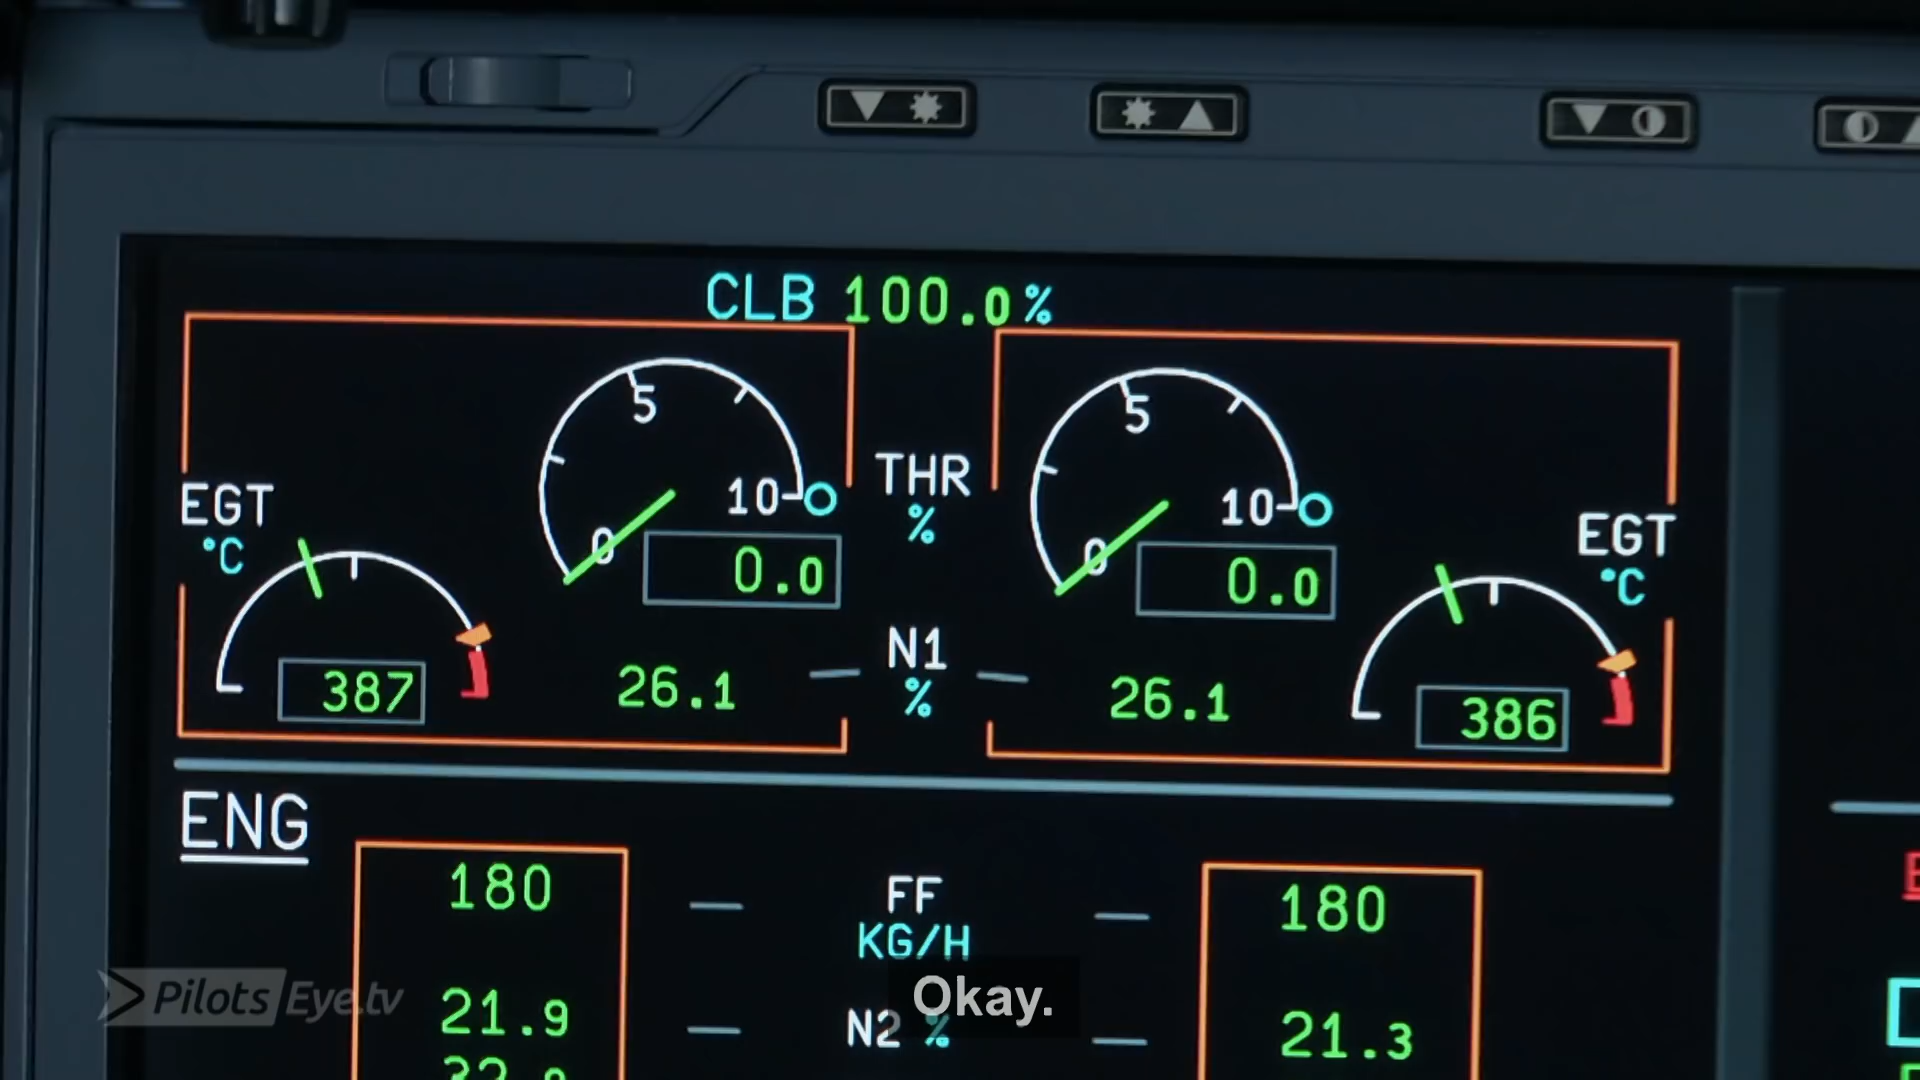 CLB 100.0%
5
5
10
10
THR
%
0
0
0.0
0.0
EGT
°C
EGT
°C
N1
%
387
26.1
26.1
386
ENG
180
FF
180
KG/H
Okay.
PilotsEye.tv
21.9
N2 %
21.3